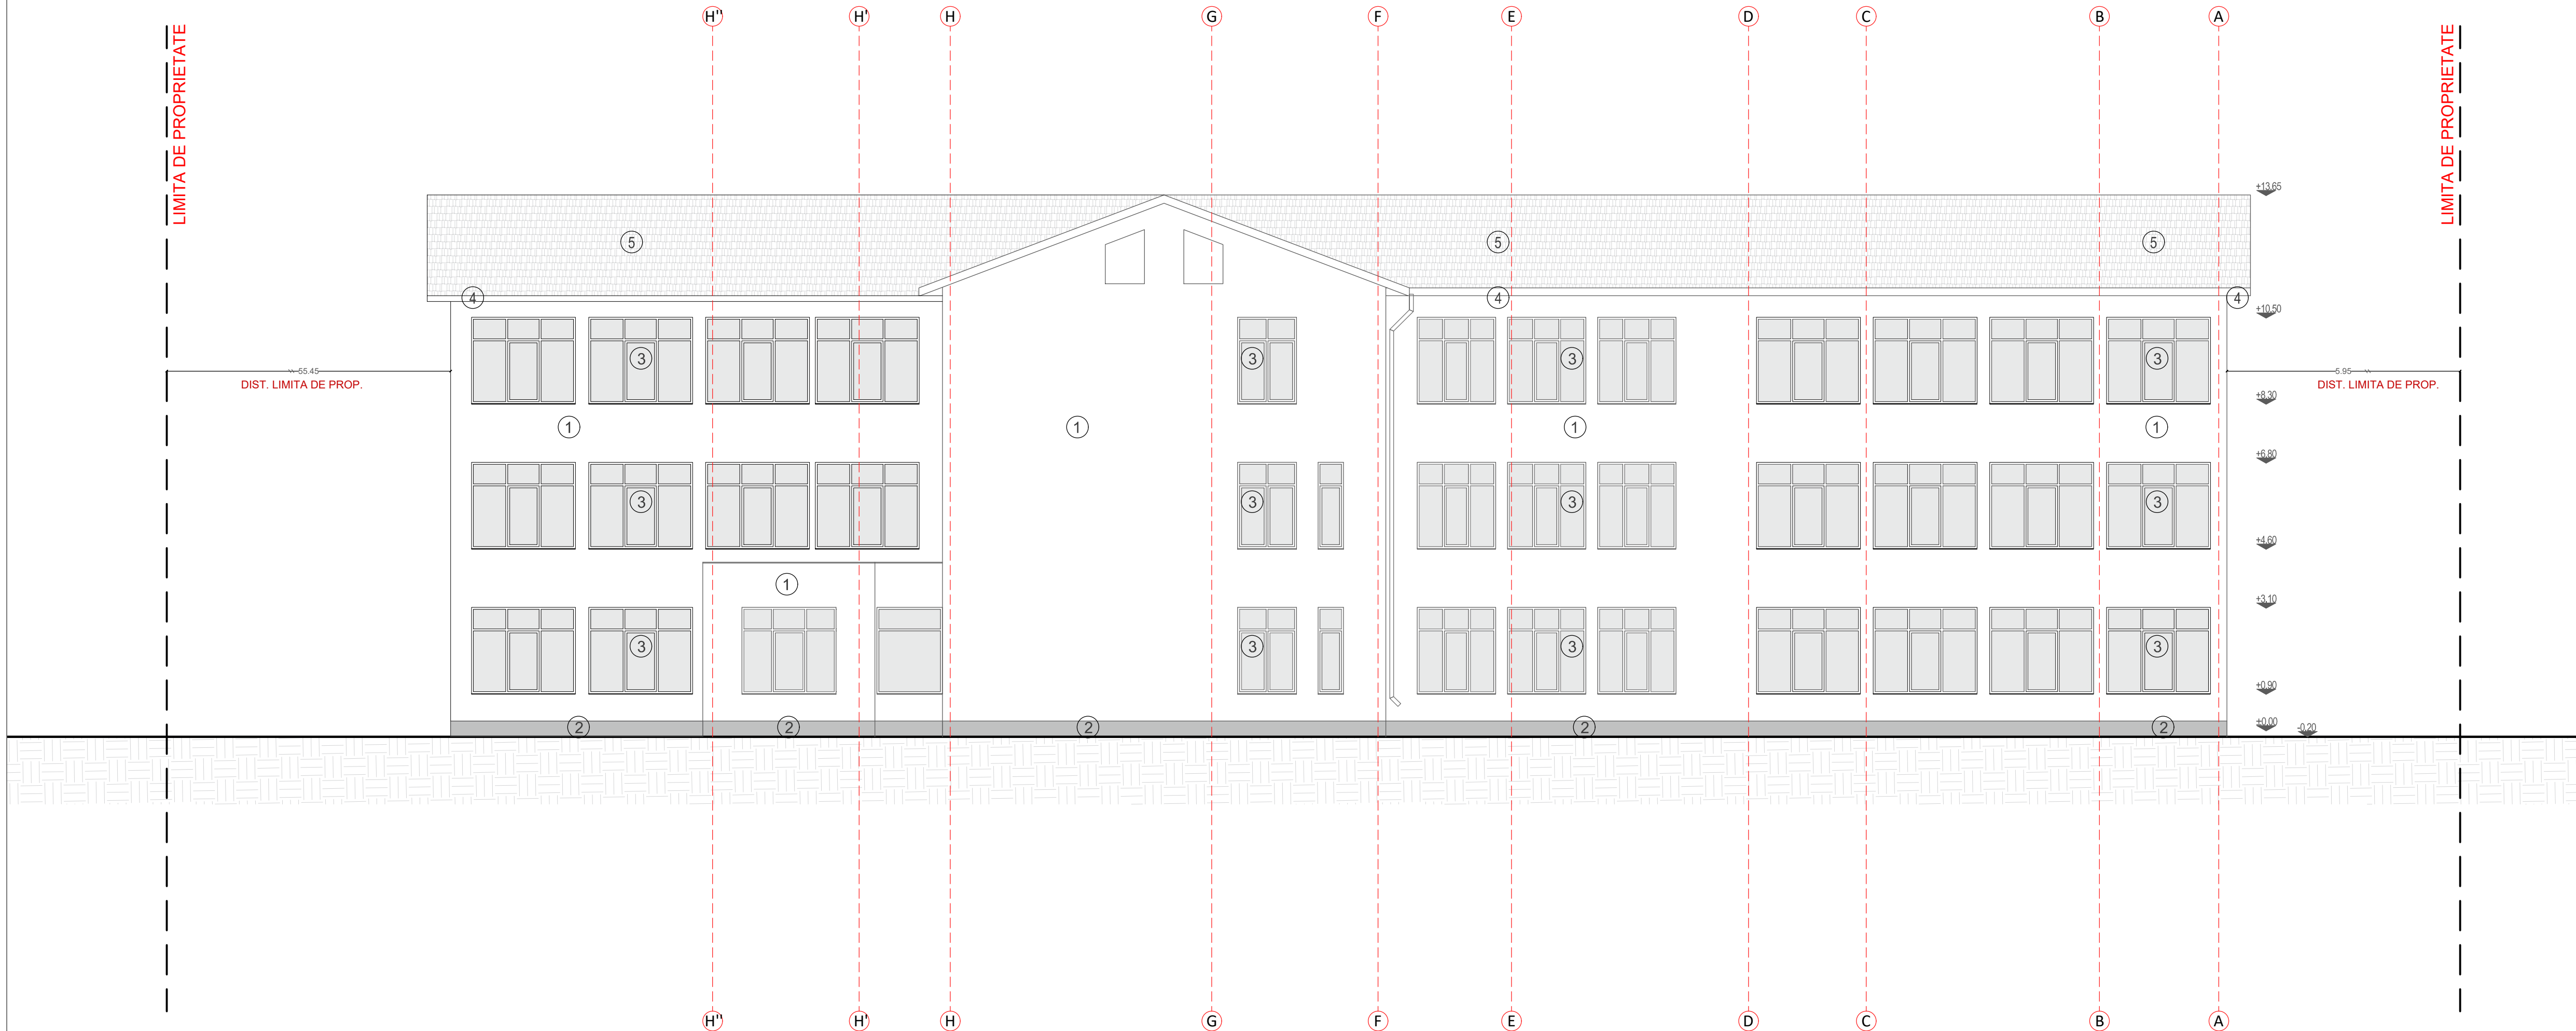 H'' H' H G F E D C B A
LIMITA DE PROPRIETATE
LIMITA DE PROPRIETATE
+13.65
5 5 5
4 4 4
+10.50
3 3 3 3
55.45
5.95
DIST. LIMITA DE PROP.
DIST. LIMITA DE PROP.
+8.30
1 1 1 1
+6.80
3 3 3 3
+4.60
1
+3.10
3 3 3 3
+0.90
2 2 2 2 2
+0.00
-0.20
H'' H' H G F E D C B A